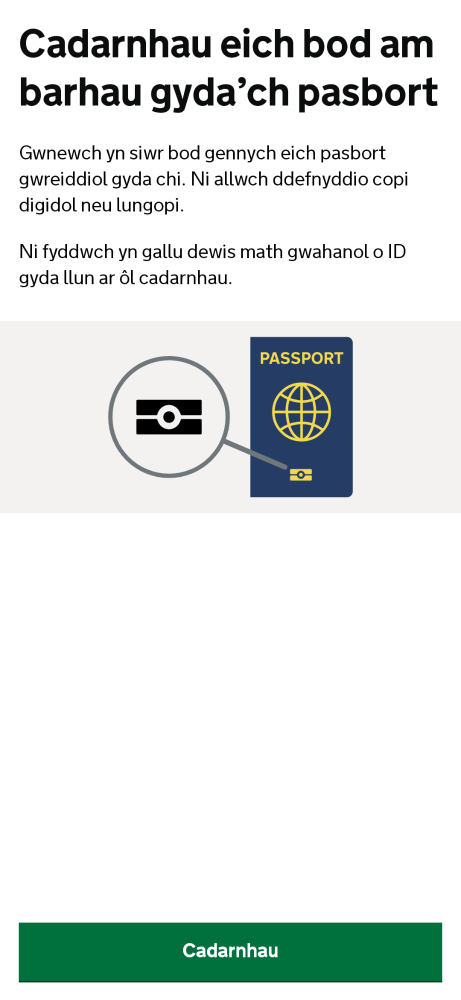 Cadarnhau eich bod am
barhau gyda’ch pasbort
Gwnewch yn siwr bod gennych eich pasbort
gwreiddiol gyda chi. Ni allwch ddefnyddio copi
digidol neu lungopi.
Ni fyddwch yn gallu dewis math gwahanol o ID
gyda llun ar ôl cadarnhau.
PASSPORT
Cadarnhau